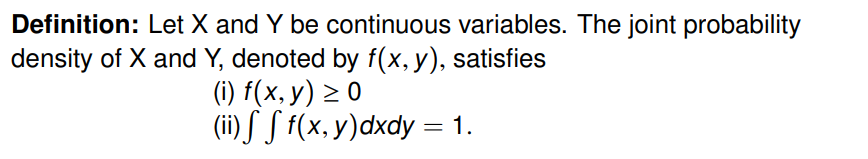 Definition: Let X and Y be continuous variables. The joint probability
density of X and Y, denoted by f(x, y), satisfies
(i) f(x, y) ≥ 0
(ii) ∫ ∫ f(x, y)dxdy = 1.